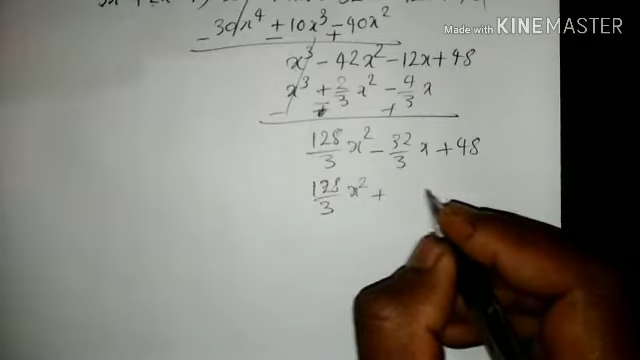 Made with KINEMASTER
- 30x⁴ + 10x³ - 40x²
x³ - 42x² - 12x + 48
x³ + 2/3 x² - 4/3 x
128/3 x² - 32/3 x + 48
128/3 x² +